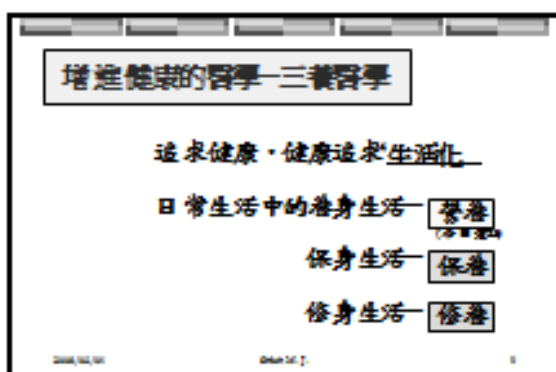 增進健康的醫學─三養醫學
追求健康‧健康追求“生活化
日常生活中的養身生活─ 營養
保身生活─ 保養
修身生活─ 修養